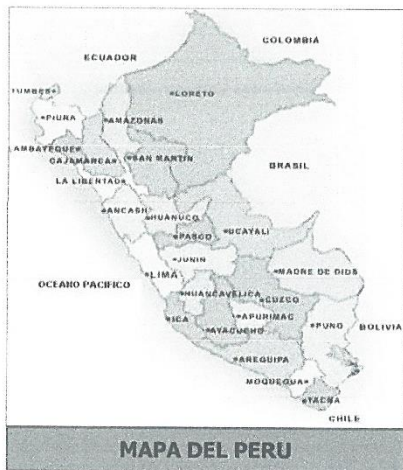 COLOMBIA
ECUADOR
LORETO
TUMBES
PIURA
AMAZONAS
LAMBAYEQUE
CAJAMARCA
SAN MARTIN
BRASIL
LA LIBERTAD
ANCASH
HUANUCO
UCAYALI
PASCO
JUNIN
LIMA
MADRE DE DIOS
OCEANO PACIFICO
HUANCAVELICA
CUZCO
ICA
APURIMAC
PUNO
BOLIVIA
AYACUCHO
AREQUIPA
MOQUEGUA
TACNA
CHILE
MAPA DEL PERU